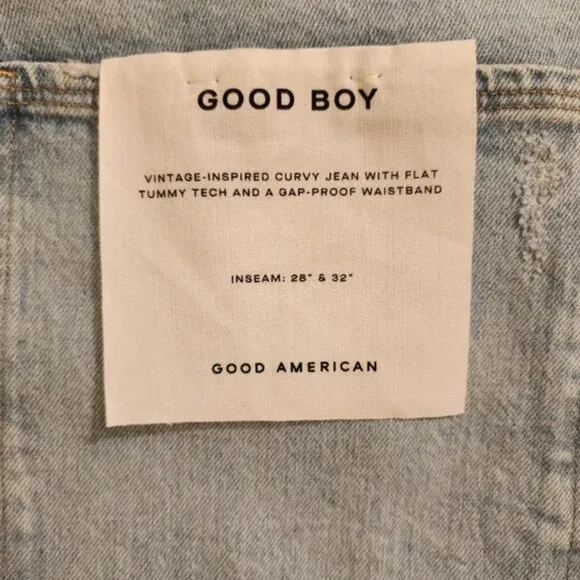 GOOD BOY
VINTAGE-INSPIRED CURVY JEAN WITH FLAT
TUMMY TECH AND A GAP-PROOF WAISTBAND
INSEAM: 28" & 32"
GOOD AMERICAN